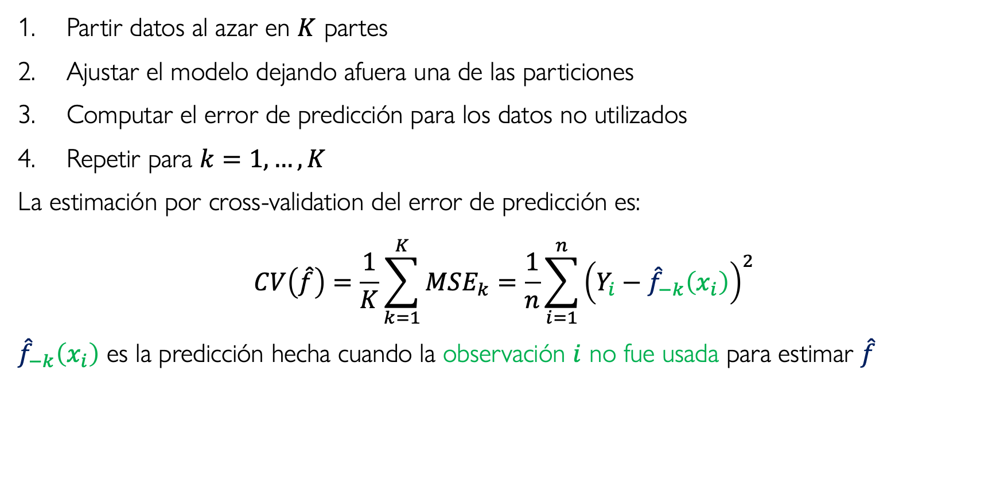 1. Partir datos al azar en K partes
2. Ajustar el modelo dejando afuera una de las particiones
3. Computar el error de predicción para los datos no utilizados
4. Repetir para k = 1, … , K
La estimación por cross-validation del error de predicción es:
$CV(\hat{f}) = \frac{1}{K}\sum_{k=1}^{K} MSE_k = \frac{1}{n}\sum_{i=1}^{n}\left(Y_i - \hat{f}_{-k}(x_i)\right)^2$
$\hat{f}_{-k}(x_i)$ es la predicción hecha cuando la observación i no fue usada para estimar $\hat{f}$